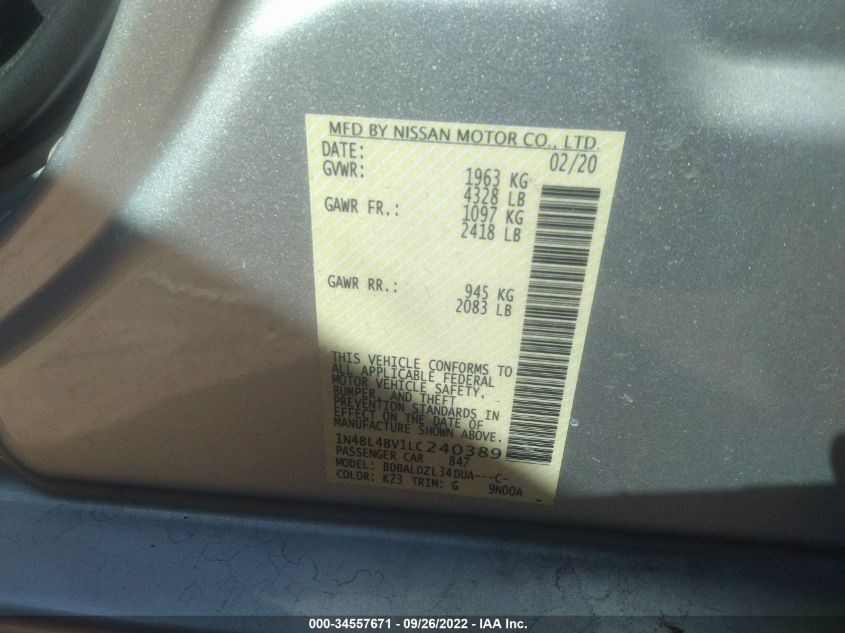 MFD BY NISSAN MOTOR CO., LTD.
DATE: 02/20
GVWR: 1963 KG
4328 LB
GAWR FR.: 1097 KG
2418 LB
GAWR RR.: 945 KG
2083 LB
THIS VEHICLE CONFORMS TO
ALL APPLICABLE FEDERAL
MOTOR VEHICLE SAFETY,
BUMPER, AND THEFT
PREVENTION STANDARDS IN
EFFECT ON THE DATE OF
MANUFACTURE SHOWN ABOVE.
1N4BL4BV1LC240389
PASSENGER CAR 847
MODEL: BDBALDZL34DUA---C-
COLOR: K23 TRIM: G 9N00A
000-34557671 - 09/26/2022 - IAA Inc.